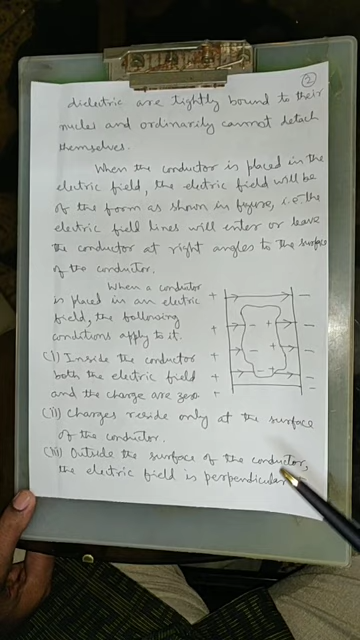 ②
dielectric are tightly bound to their
nuclei and ordinarily cannot detach
themselves.
When the conductor is placed in the
electric field, the electric field will be
of the form as shown in figure, i.e the
electric field lines will enter or leave
the conductor at right angles to the surface
of the conductor.
When a conductor
is placed in an electric
field, the following
conditions apply to it.
(i) Inside the conductor
both the electric field
and the charge are zero
(ii) Charges reside only at the surface
of the conductor.
(iii) Outside the surface of the conductor,
the electric field is perpendicular